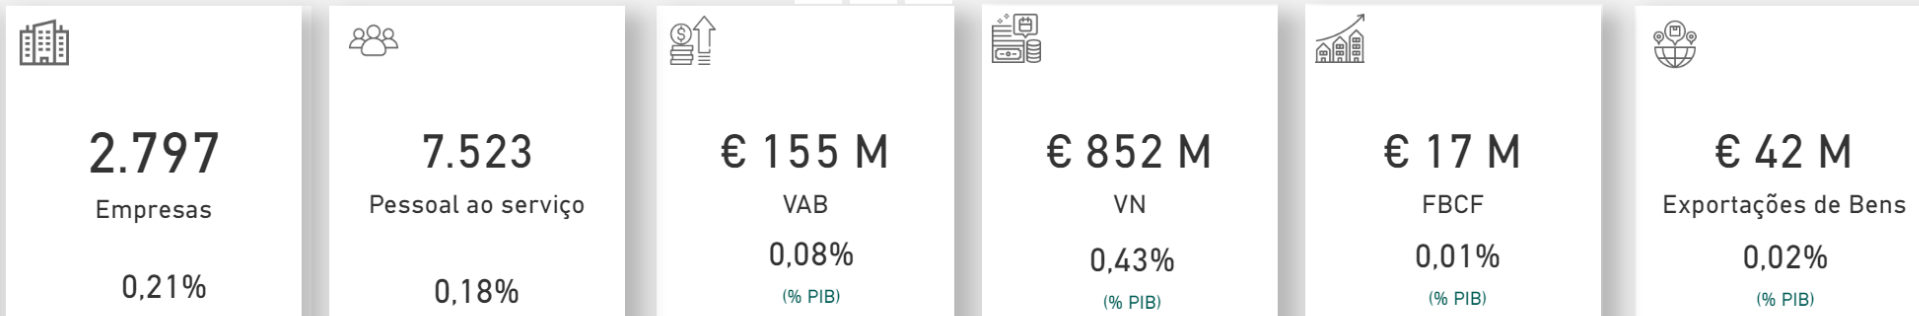 2.797
Empresas
0,21%
7.523
Pessoal ao serviço
0,18%
€ 155 M
VAB
0,08%
(% PIB)
€ 852 M
VN
0,43%
(% PIB)
€ 17 M
FBCF
0,01%
(% PIB)
€ 42 M
Exportações de Bens
0,02%
(% PIB)